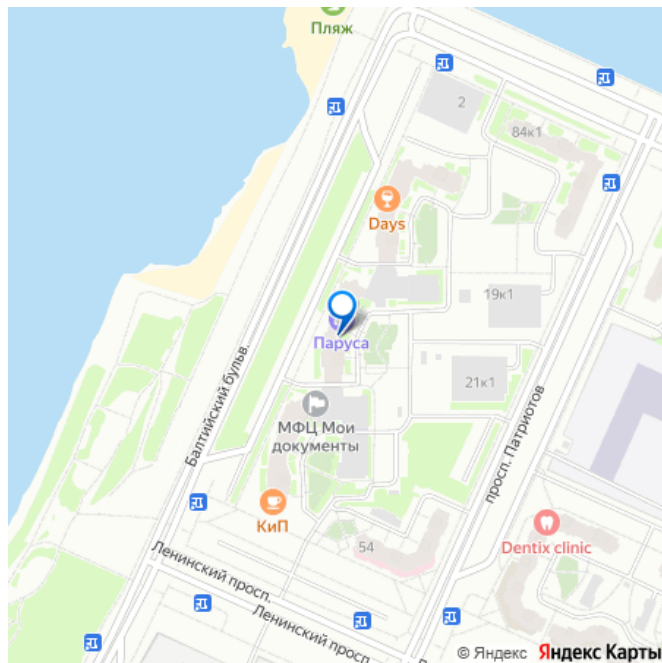 Пляж
2
84к1
Days
19к1
Паруса
Балтийский бульв.
21к1
МФЦ Мои
документы
просп. Патриотов
КиП
54
Dentix clinic
Ленинский просп.
Ленинский просп.
© Яндекс Яндекс Карты